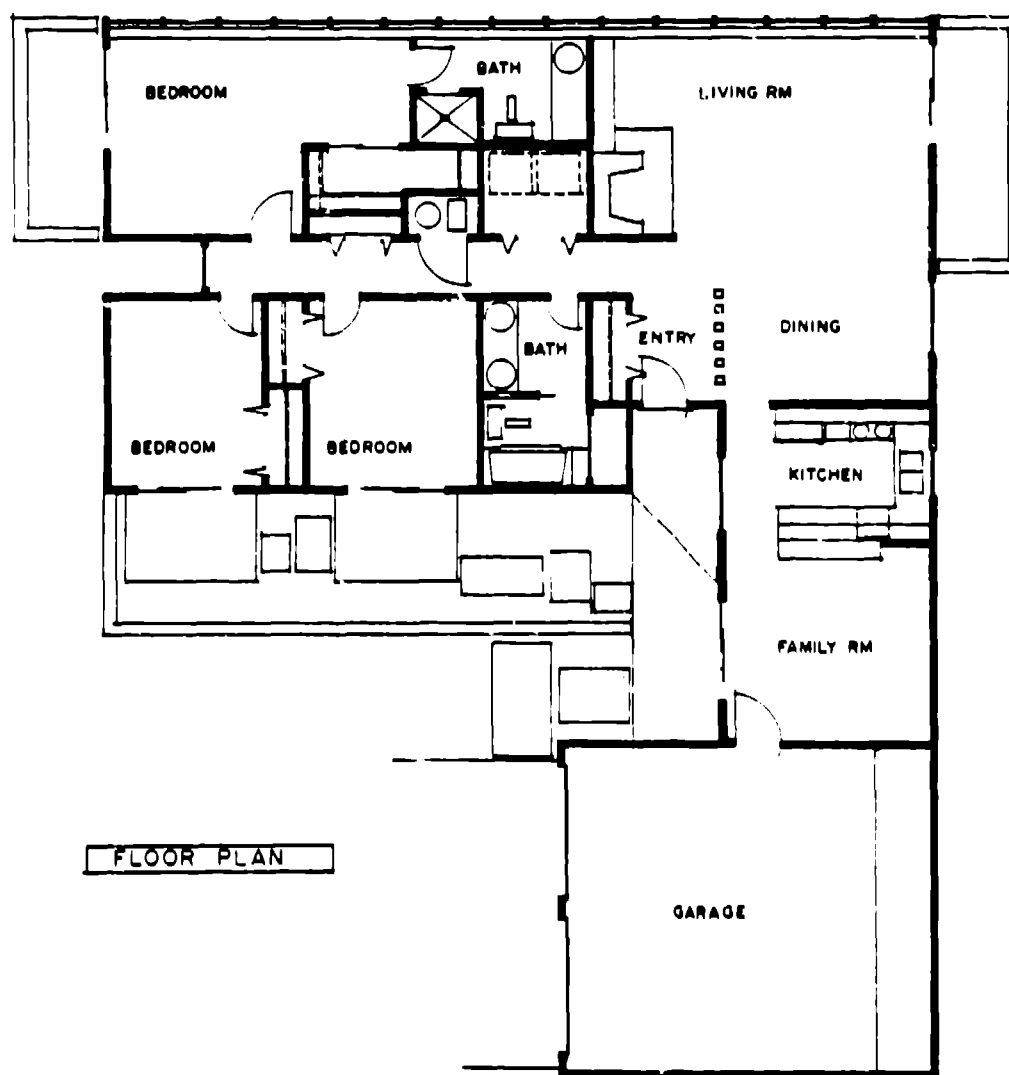 BEDROOM
BATH
LIVING RM
ENTRY
DINING
BATH
BEDROOM
BEDROOM
KITCHEN
FAMILY RM
FLOOR PLAN
GARAGE